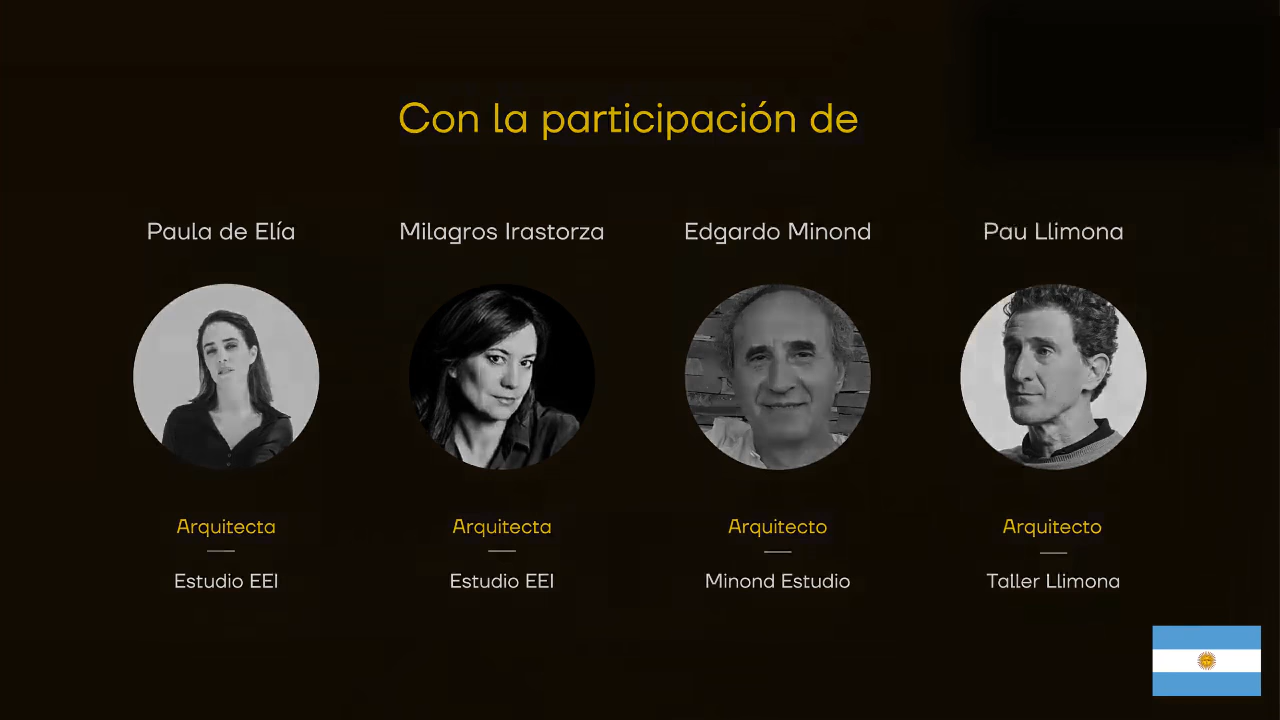 Con la participación de
Paula de Elía
Milagros Irastorza
Edgardo Minond
Pau Llimona
Arquitecta
Arquitecta
Arquitecto
Arquitecto
Estudio EEI
Estudio EEI
Minond Estudio
Taller Llimona